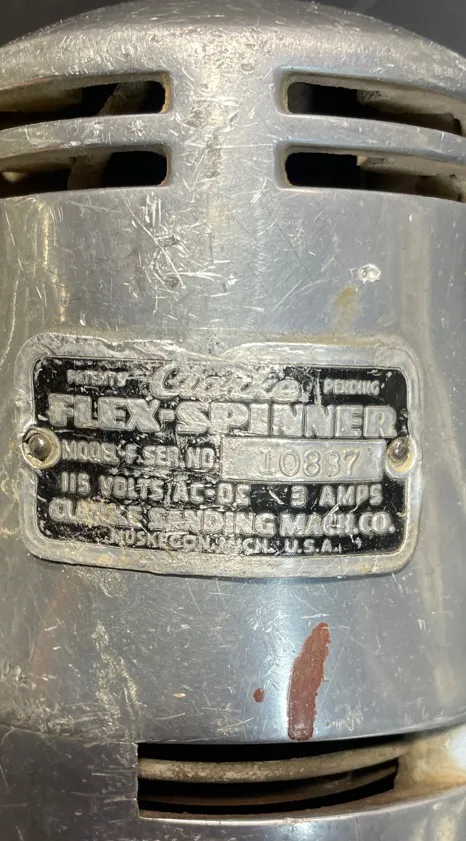 PATENTS Clarke PENDING
FLEX-SPINNER
MODEL F SER. NO. 10837
115 VOLTS AC-DC 3 AMPS
CLARKE SANDING MACH. CO.
MUSKEGON, MICH., U.S.A.